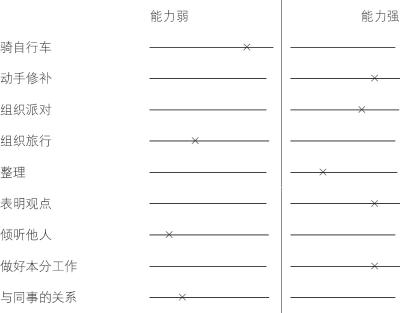 能力弱 能力强
骑自行车
动手修补
组织派对
组织旅行
整理
表明观点
倾听他人
做好本分工作
与同事的关系